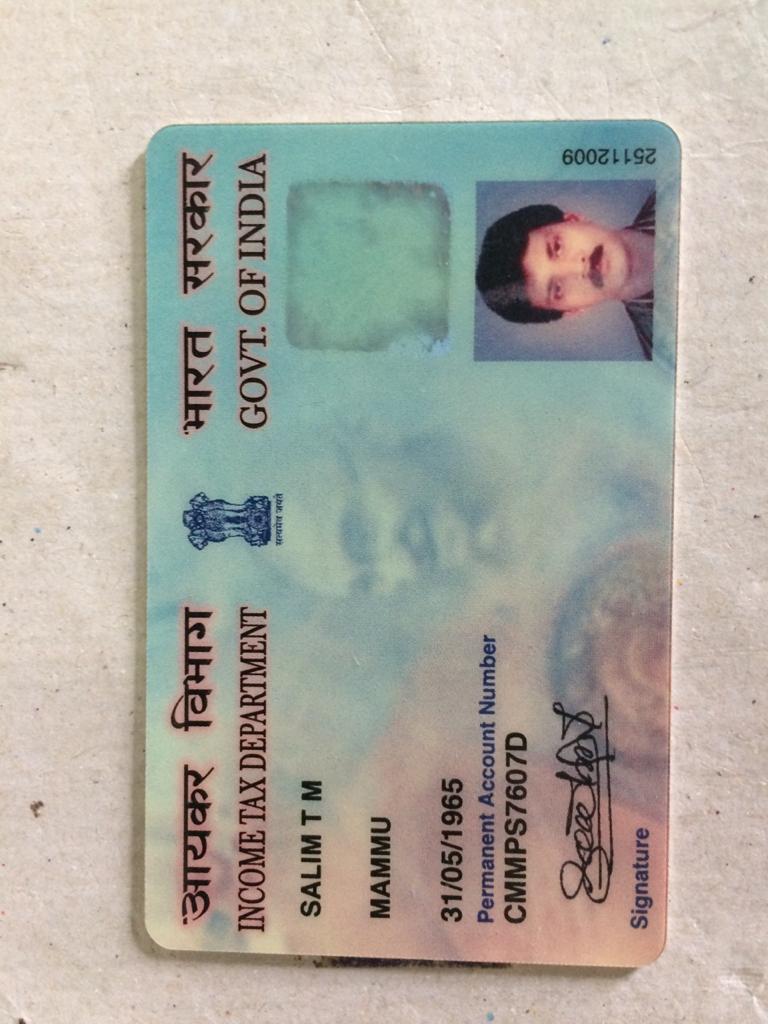 आयकर विभाग
INCOME TAX DEPARTMENT
भारत सरकार
GOVT. OF INDIA
सत्यमेव जयते
SALIM T M
MAMMU
31/05/1965
Permanent Account Number
CMMPS7607D
Signature
25112009